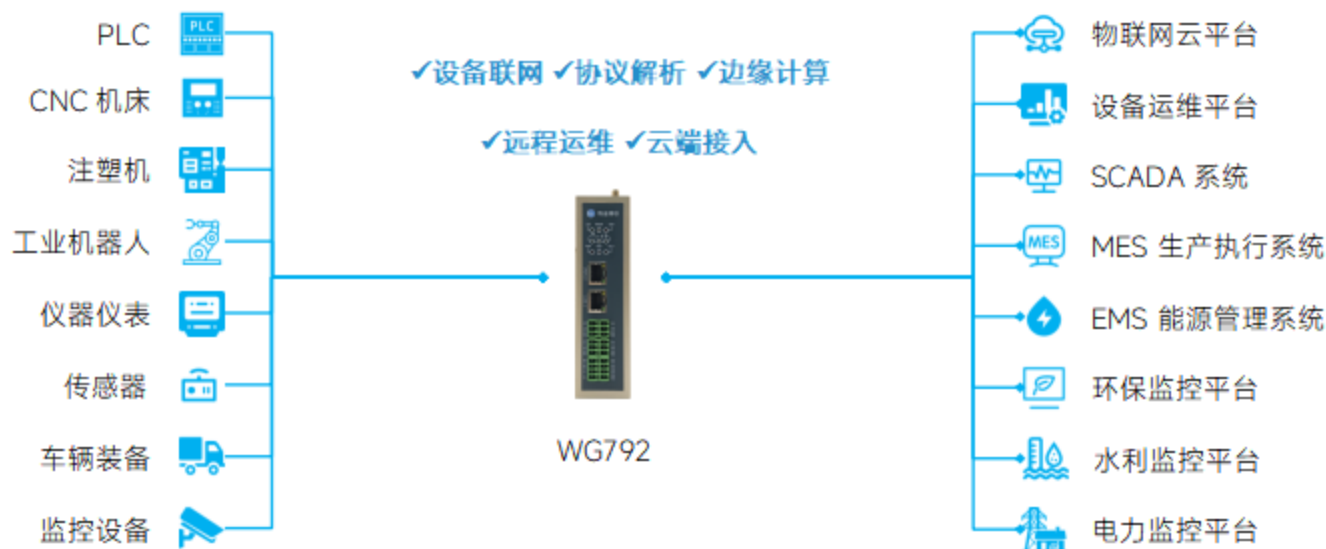 PLC
PLC
CNC 机床
注塑机
工业机器人
仪器仪表
传感器
车辆装备
监控设备
✓设备联网 ✓协议解析 ✓边缘计算
✓远程运维 ✓云端接入
WG792
物联网云平台
设备运维平台
SCADA 系统
MES
MES 生产执行系统
EMS 能源管理系统
环保监控平台
水利监控平台
电力监控平台